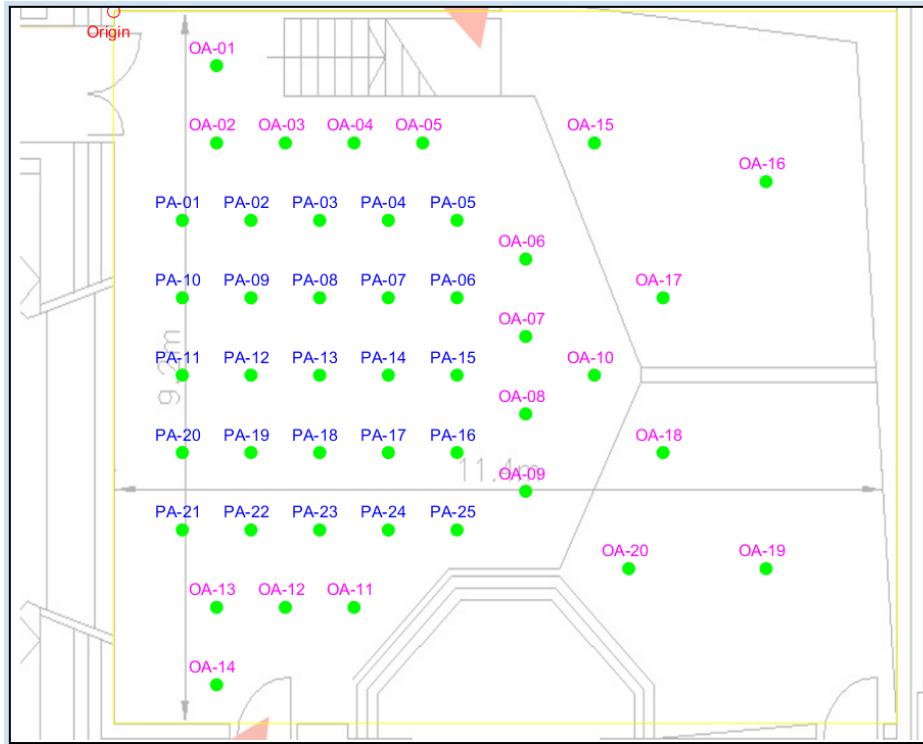 Origin
OA-01
OA-02 OA-03 OA-04 OA-05 OA-15
OA-16
PA-01 PA-02 PA-03 PA-04 PA-05
OA-06
PA-10 PA-09 PA-08 PA-07 PA-06 OA-17
OA-07
PA-11 PA-12 PA-13 PA-14 PA-15 OA-10
9.2m
OA-08
PA-20 PA-19 PA-18 PA-17 PA-16 OA-18
11.4m
OA-09
PA-21 PA-22 PA-23 PA-24 PA-25
OA-20 OA-19
OA-13 OA-12 OA-11
OA-14